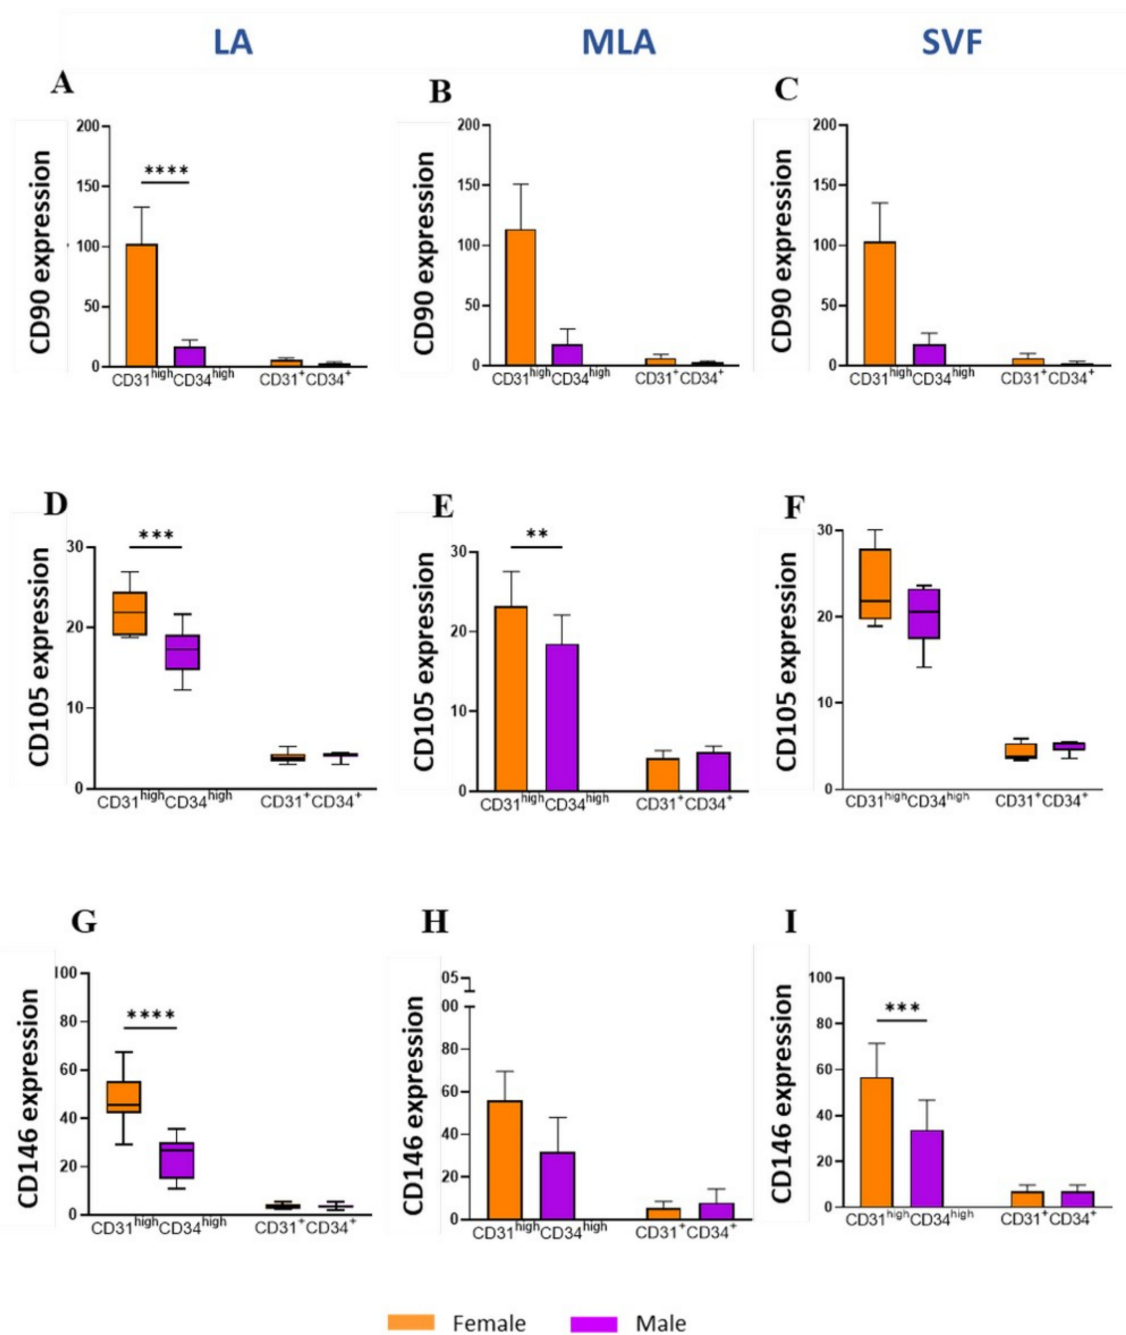 LA MLA SVF
A B C
CD90 expression
200
150
100
50
0
****
CD31highCD34high CD31+CD34+
CD90 expression
200
150
100
50
0
CD31highCD34high CD31+CD34+
CD90 expression
200
150
100
50
0
CD31highCD34high CD31+CD34+
D E F
CD105 expression
30
20
10
0
***
CD31highCD34high CD31+CD34+
CD105 expression
30
20
10
0
**
CD31highCD34high CD31+CD34+
CD105 expression
30
20
10
0
CD31highCD34high CD31+CD34+
G H I
CD146 expression
100
80
60
40
20
0
****
CD31highCD34high CD31+CD34+
CD146 expression
05
00
80
60
40
20
0
CD31highCD34high CD31+CD34+
CD146 expression
100
80
60
40
20
0
***
CD31highCD34high CD31+CD34+
Female Male